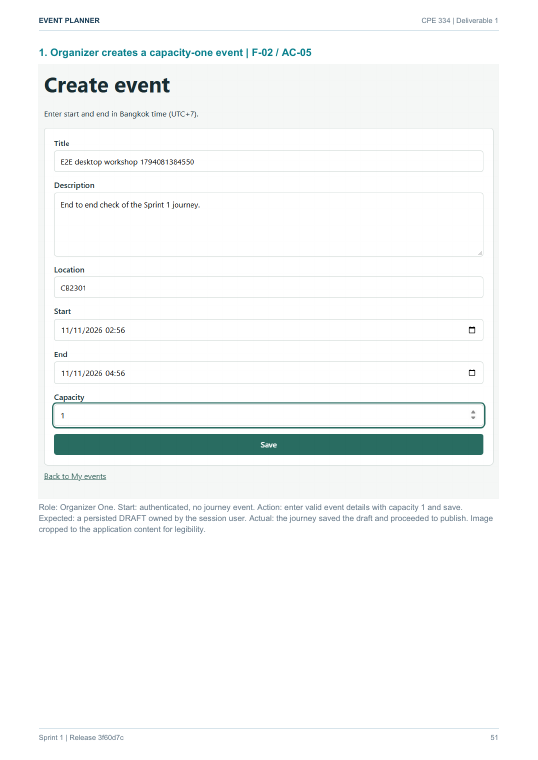 EVENT PLANNER
CPE 334 | Deliverable 1
1. Organizer creates a capacity-one event | F-02 / AC-05
Create event
Enter start and end in Bangkok time (UTC+7).
Title
E2E desktop workshop 1794081384550
Description
End to end check of the Sprint 1 journey.
Location
CB2301
Start
11/11/2026 02:56
End
11/11/2026 04:56
Capacity
1
Save
Back to My events
Role: Organizer One. Start: authenticated, no journey event. Action: enter valid event details with capacity 1 and save.
Expected: a persisted DRAFT owned by the session user. Actual: the journey saved the draft and proceeded to publish. Image
cropped to the application content for legibility.
Sprint 1 | Release 3f60d7c
51